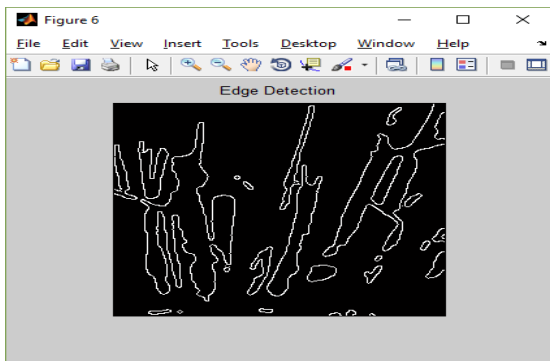 Figure 6
File Edit View Insert Tools Desktop Window Help
Edge Detection